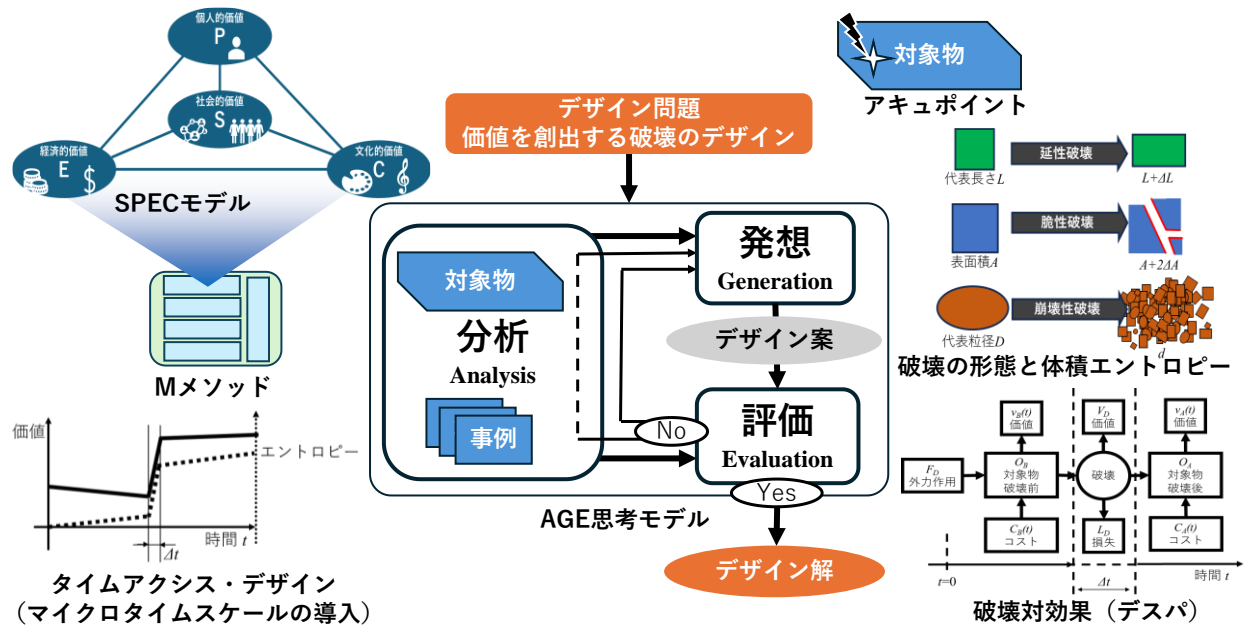 個人的価値
P
社会的価値
S
経済的価値
E
$
文化的価値
C
SPECモデル
Mメソッド
価値
エントロピー
時間 t
Δt
タイムアクシス・デザイン
（マイクロタイムスケールの導入）
デザイン問題
価値を創出する破壊のデザイン
対象物
分析
Analysis
事例
発想
Generation
デザイン案
評価
Evaluation
No
Yes
AGE思考モデル
デザイン解
対象物
アキュポイント
代表長さL
延性破壊
L+ΔL
表面積A
脆性破壊
A+2ΔA
代表粒径D
崩壊性破壊
d
破壊の形態と体積エントロピー
vB(t)
価値
VD
価値
vA(t)
価値
FD
外力作用
OB
対象物
破壊前
破壊
OA
対象物
破壊後
CB(t)
コスト
LD
損失
CA(t)
コスト
t=0
Δt
時間 t
破壊対効果（デスパ）